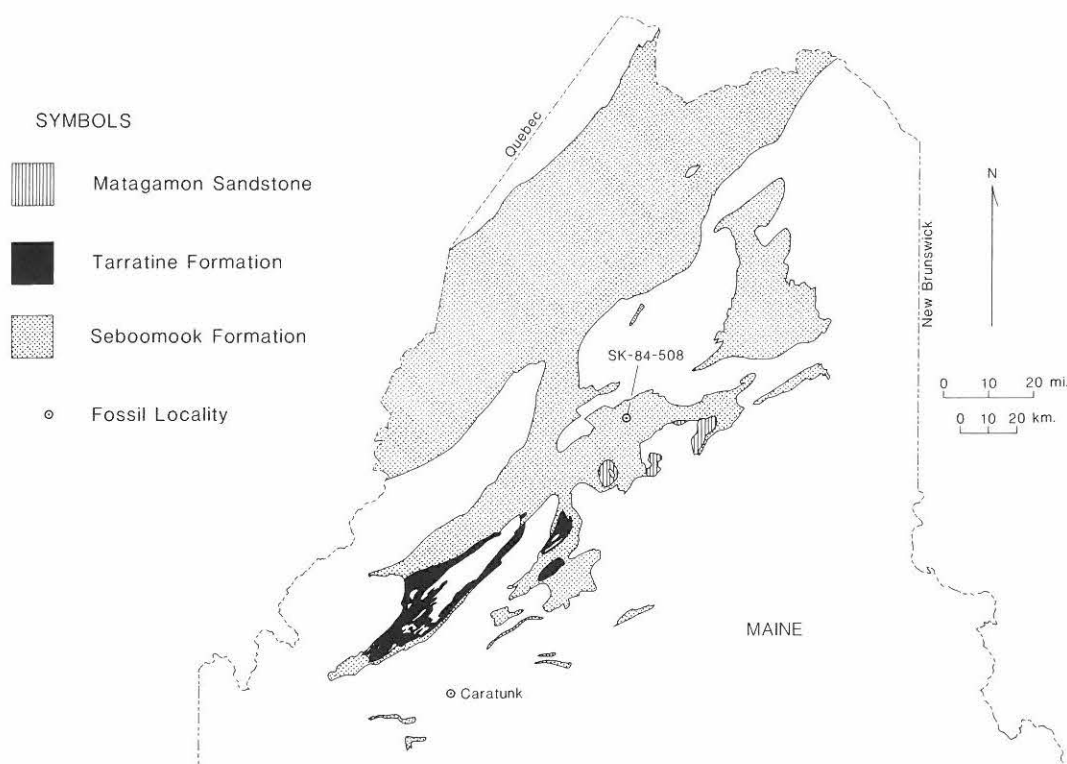 SYMBOLS
Matagamon Sandstone
Tarratine Formation
Seboomook Formation
Fossil Locality
Quebec
N
New Brunswick
SK-84-508
0 10 20 mi.
0 10 20 km.
MAINE
Caratunk